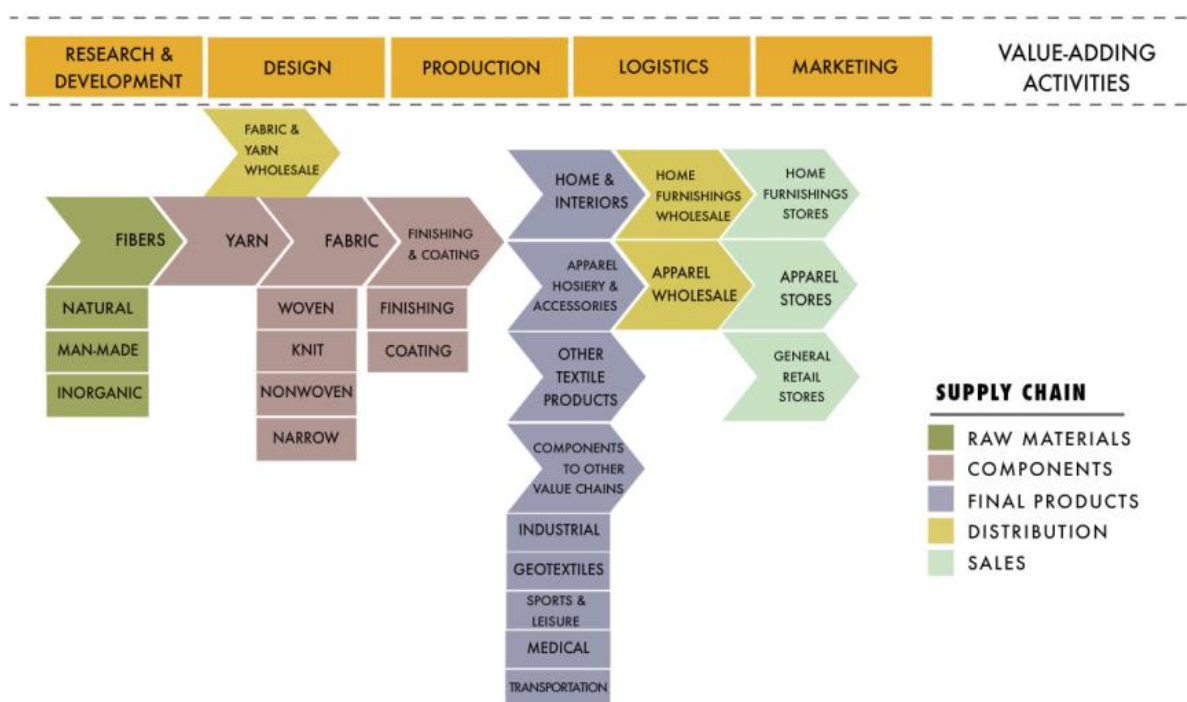 RESEARCH &
DEVELOPMENT
DESIGN
PRODUCTION
LOGISTICS
MARKETING
VALUE-ADDING
ACTIVITIES
FABRIC &
YARN
WHOLESALE
FIBERS
YARN
FABRIC
FINISHING
& COATING
NATURAL
MAN-MADE
INORGANIC
WOVEN
KNIT
NONWOVEN
NARROW
FINISHING
COATING
HOME &
INTERIORS
HOME
FURNISHINGS
WHOLESALE
HOME
FURNISHINGS
STORES
APPAREL
HOSIERY &
ACCESSORIES
APPAREL
WHOLESALE
APPAREL
STORES
OTHER
TEXTILE
PRODUCTS
GENERAL
RETAIL
STORES
COMPONENTS
TO OTHER
VALUE CHAINS
INDUSTRIAL
GEOTEXTILES
SPORTS &
LEISURE
MEDICAL
TRANSPORTATION
SUPPLY CHAIN
RAW MATERIALS
COMPONENTS
FINAL PRODUCTS
DISTRIBUTION
SALES